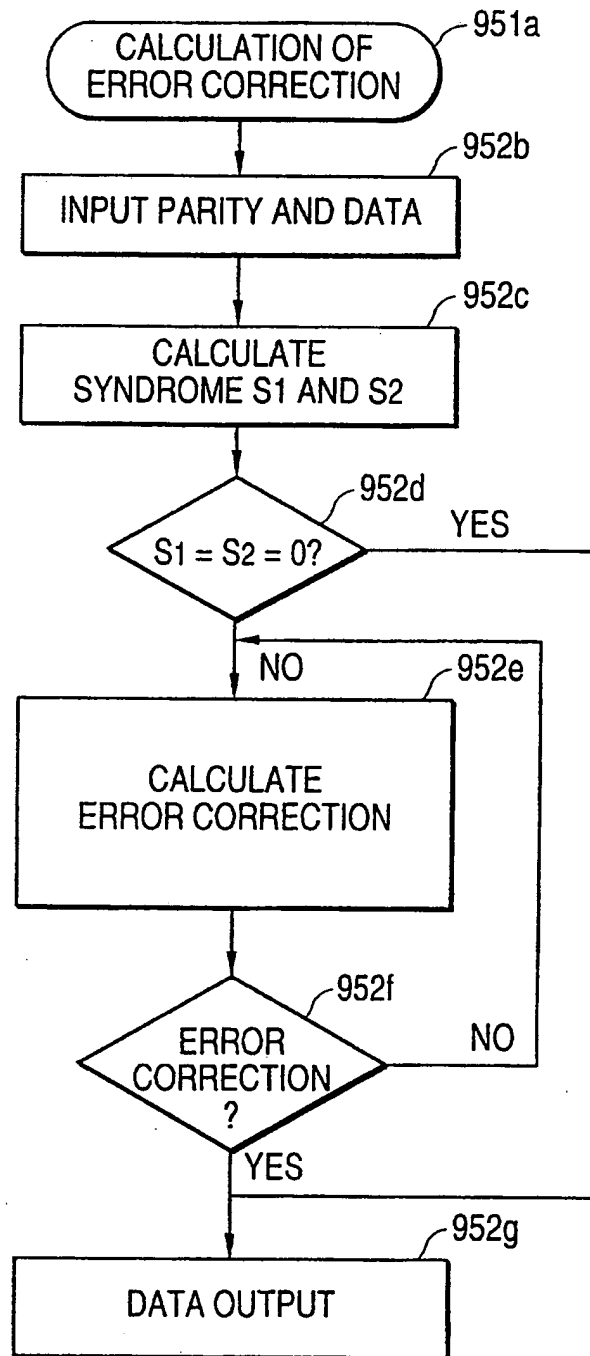 951a
CALCULATION OF
ERROR CORRECTION
952b
INPUT PARITY AND DATA
952c
CALCULATE
SYNDROME S1 AND S2
952d
S1 = S2 = 0?
YES
NO
952e
CALCULATE
ERROR CORRECTION
952f
ERROR
CORRECTION
?
NO
YES
952g
DATA OUTPUT